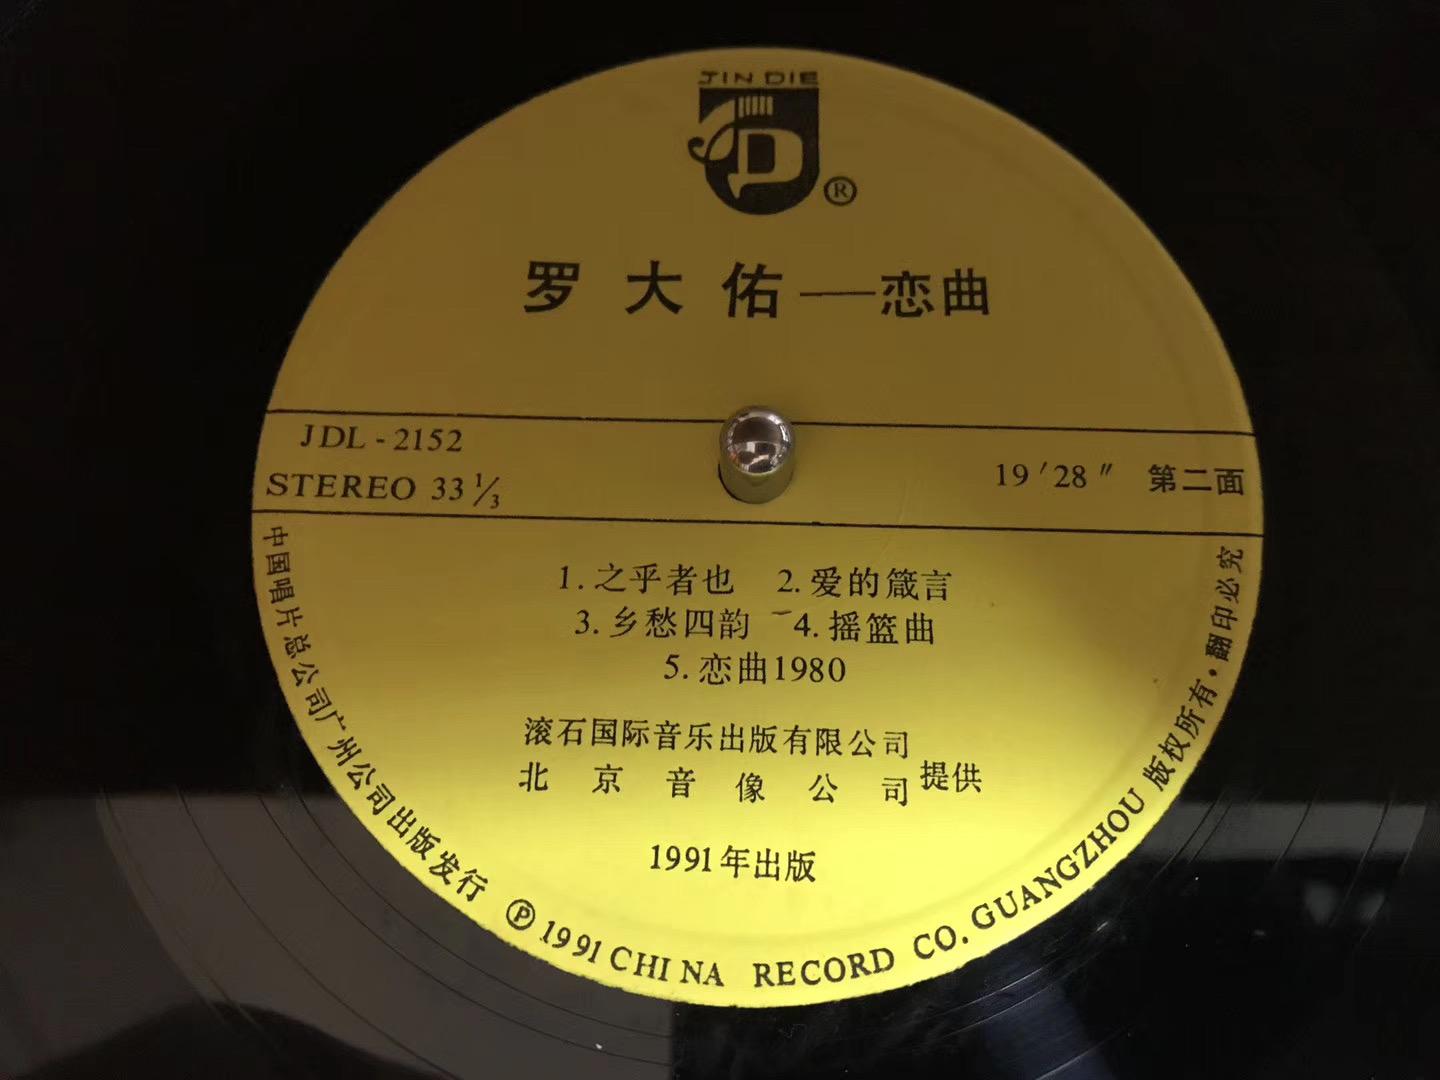 JIN DIE
JD
®
罗大佑——恋曲
JDL-2152
STEREO 33 1/3
19′28″ 第二面
1.之乎者也 2.爱的箴言
3.乡愁四韵 4.摇篮曲
5.恋曲1980
滚石国际音乐出版有限公司
北京音像公司 提供
1991年出版
中国唱片总公司广州公司出版发行 Ⓟ 1991 CHINA RECORD CO. GUANGZHOU 版权所有·翻印必究